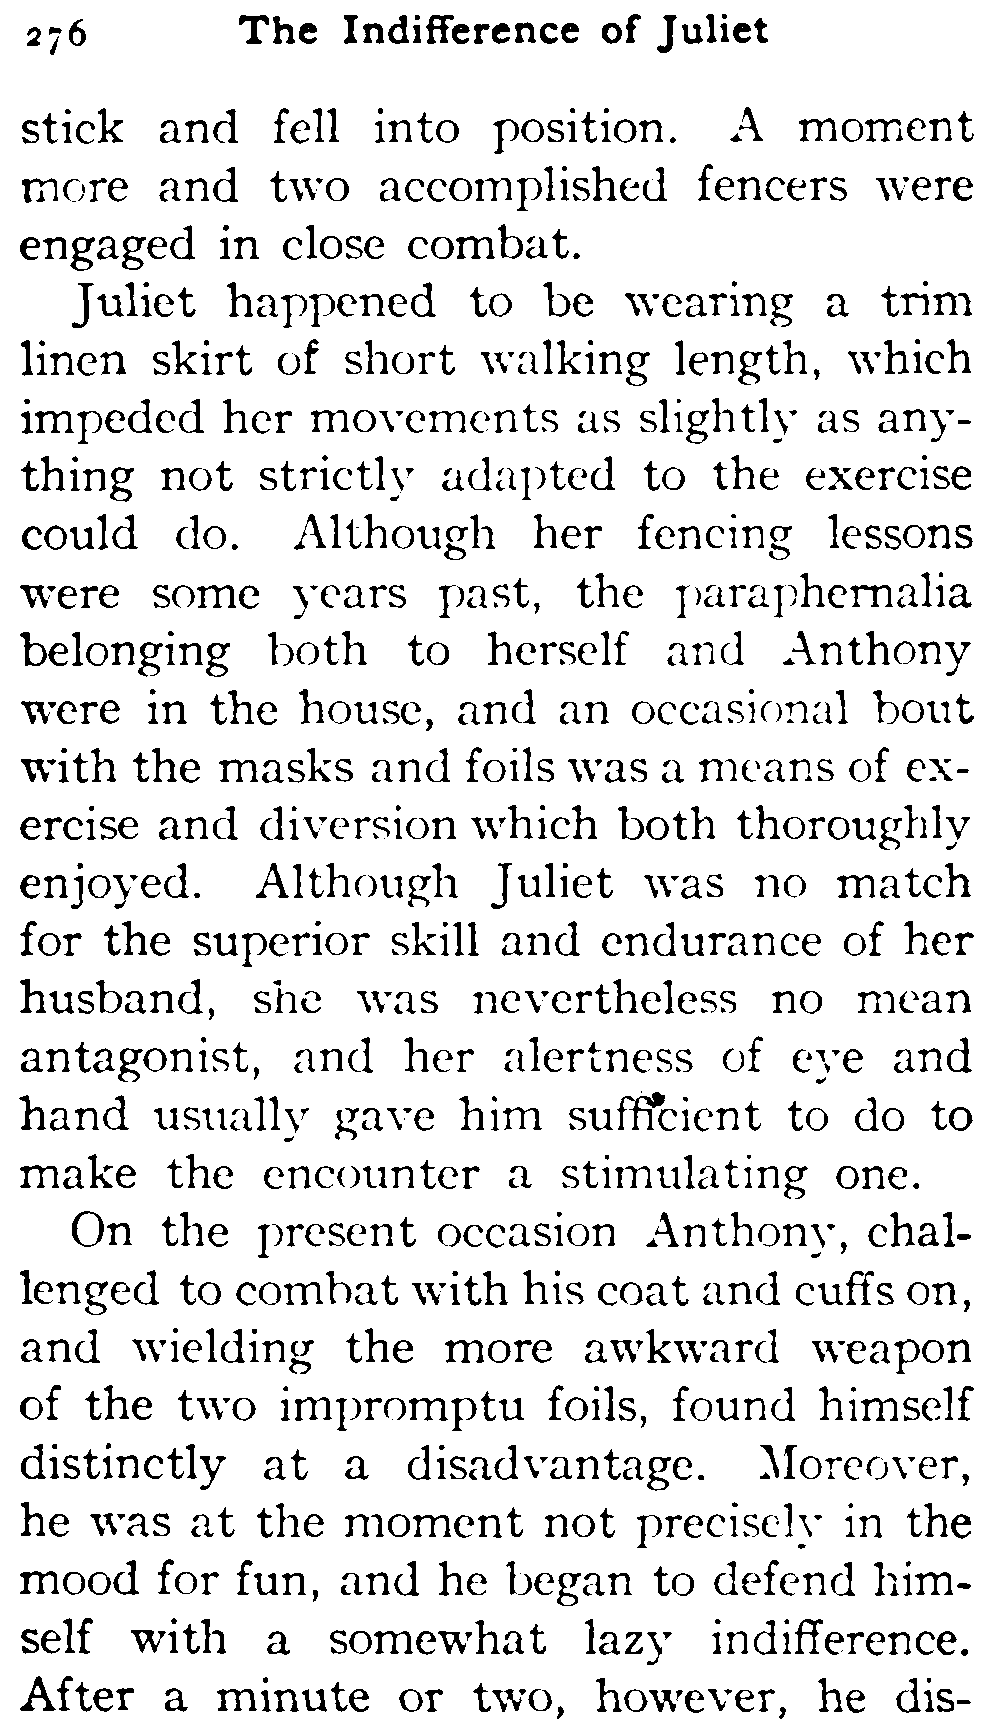 276 The Indifference of Juliet
stick and fell into position. A moment
more and two accomplished fencers were
engaged in close combat.
Juliet happened to be wearing a trim
linen skirt of short walking length, which
impeded her movements as slightly as any-
thing not strictly adapted to the exercise
could do. Although her fencing lessons
were some years past, the paraphernalia
belonging both to herself and Anthony
were in the house, and an occasional bout
with the masks and foils was a means of ex-
ercise and diversion which both thoroughly
enjoyed. Although Juliet was no match
for the superior skill and endurance of her
husband, she was nevertheless no mean
antagonist, and her alertness of eye and
hand usually gave him sufficient to do to
make the encounter a stimulating one.
On the present occasion Anthony, chal-
lenged to combat with his coat and cuffs on,
and wielding the more awkward weapon
of the two impromptu foils, found himself
distinctly at a disadvantage. Moreover,
he was at the moment not precisely in the
mood for fun, and he began to defend him-
self with a somewhat lazy indifference.
After a minute or two, however, he dis-